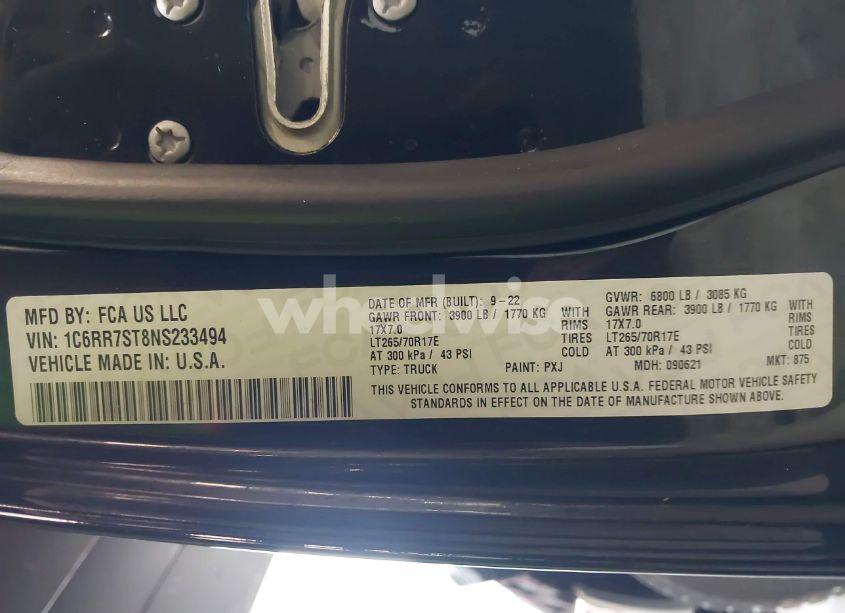 MFD BY: FCA US LLC
VIN: 1C6RR7ST8NS233494
VEHICLE MADE IN: U.S.A.
DATE OF MFR (BUILT): 9-22 GVWR: 6800 LB / 3085 KG
GAWR FRONT: 3900 LB / 1770 KG WITH GAWR REAR: 3900 LB / 1770 KG WITH
17X7.0 RIMS 17X7.0 RIMS
LT265/70R17E TIRES LT265/70R17E TIRES
AT 300 kPa / 43 PSI COLD AT 300 kPa / 43 PSI COLD
TYPE: TRUCK PAINT: PXJ MDH: 090621 MKT: 875
THIS VEHICLE CONFORMS TO ALL APPLICABLE U.S.A. FEDERAL MOTOR VEHICLE SAFETY
STANDARDS IN EFFECT ON THE DATE OF MANUFACTURE SHOWN ABOVE.
wheelwise